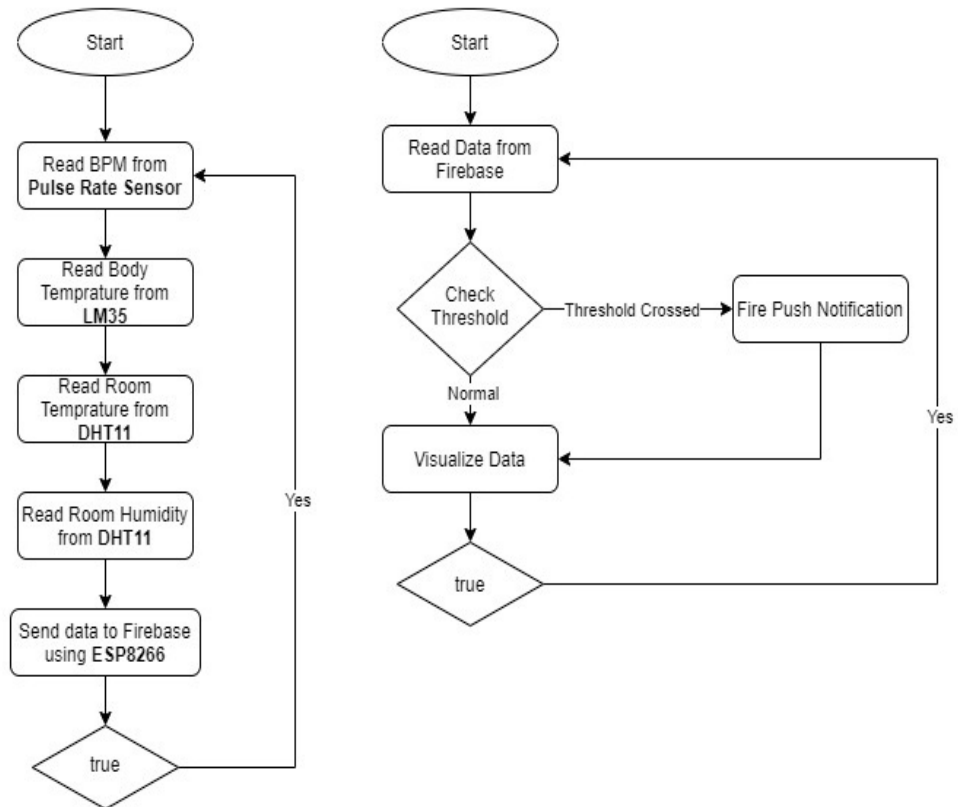 Start
Read BPM from
Pulse Rate Sensor
Read Body
Temprature from
LM35
Read Room
Temprature from
DHT11
Read Room Humidity
from DHT11
Send data to Firebase
using ESP8266
true
Yes
Start
Read Data from
Firebase
Check
Threshold
Threshold Crossed
Fire Push Notification
Normal
Visualize Data
true
Yes